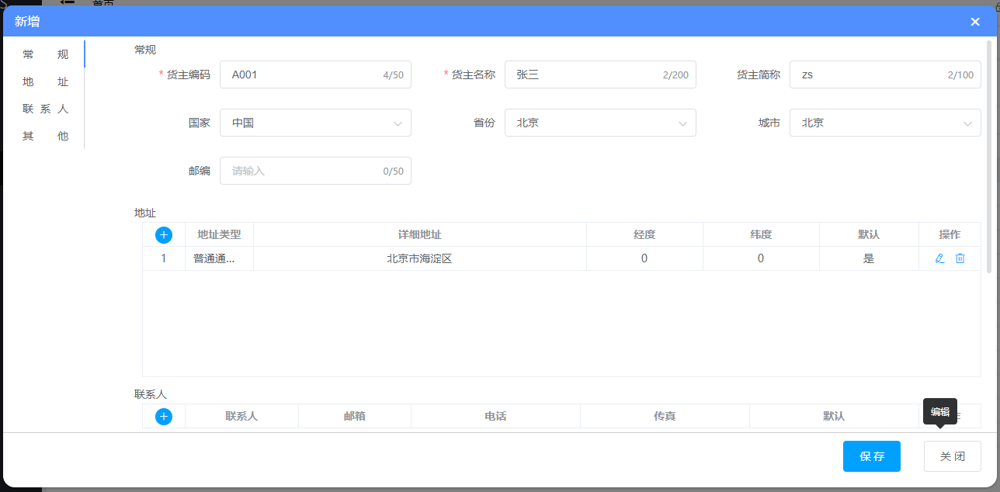 首页
新增
常 规
地 址
联 系 人
其 他
常规
* 货主编码 A001 4/50 * 货主名称 张三 2/200 货主简称 zs 2/100
国家 中国 省份 北京 城市 北京
邮编 请输入 0/50
地址
地址类型 详细地址 经度 纬度 默认 操作
1 普通通... 北京市海淀区 0 0 是
联系人
联系人 邮箱 电话 传真 默认
编辑
保 存 关 闭